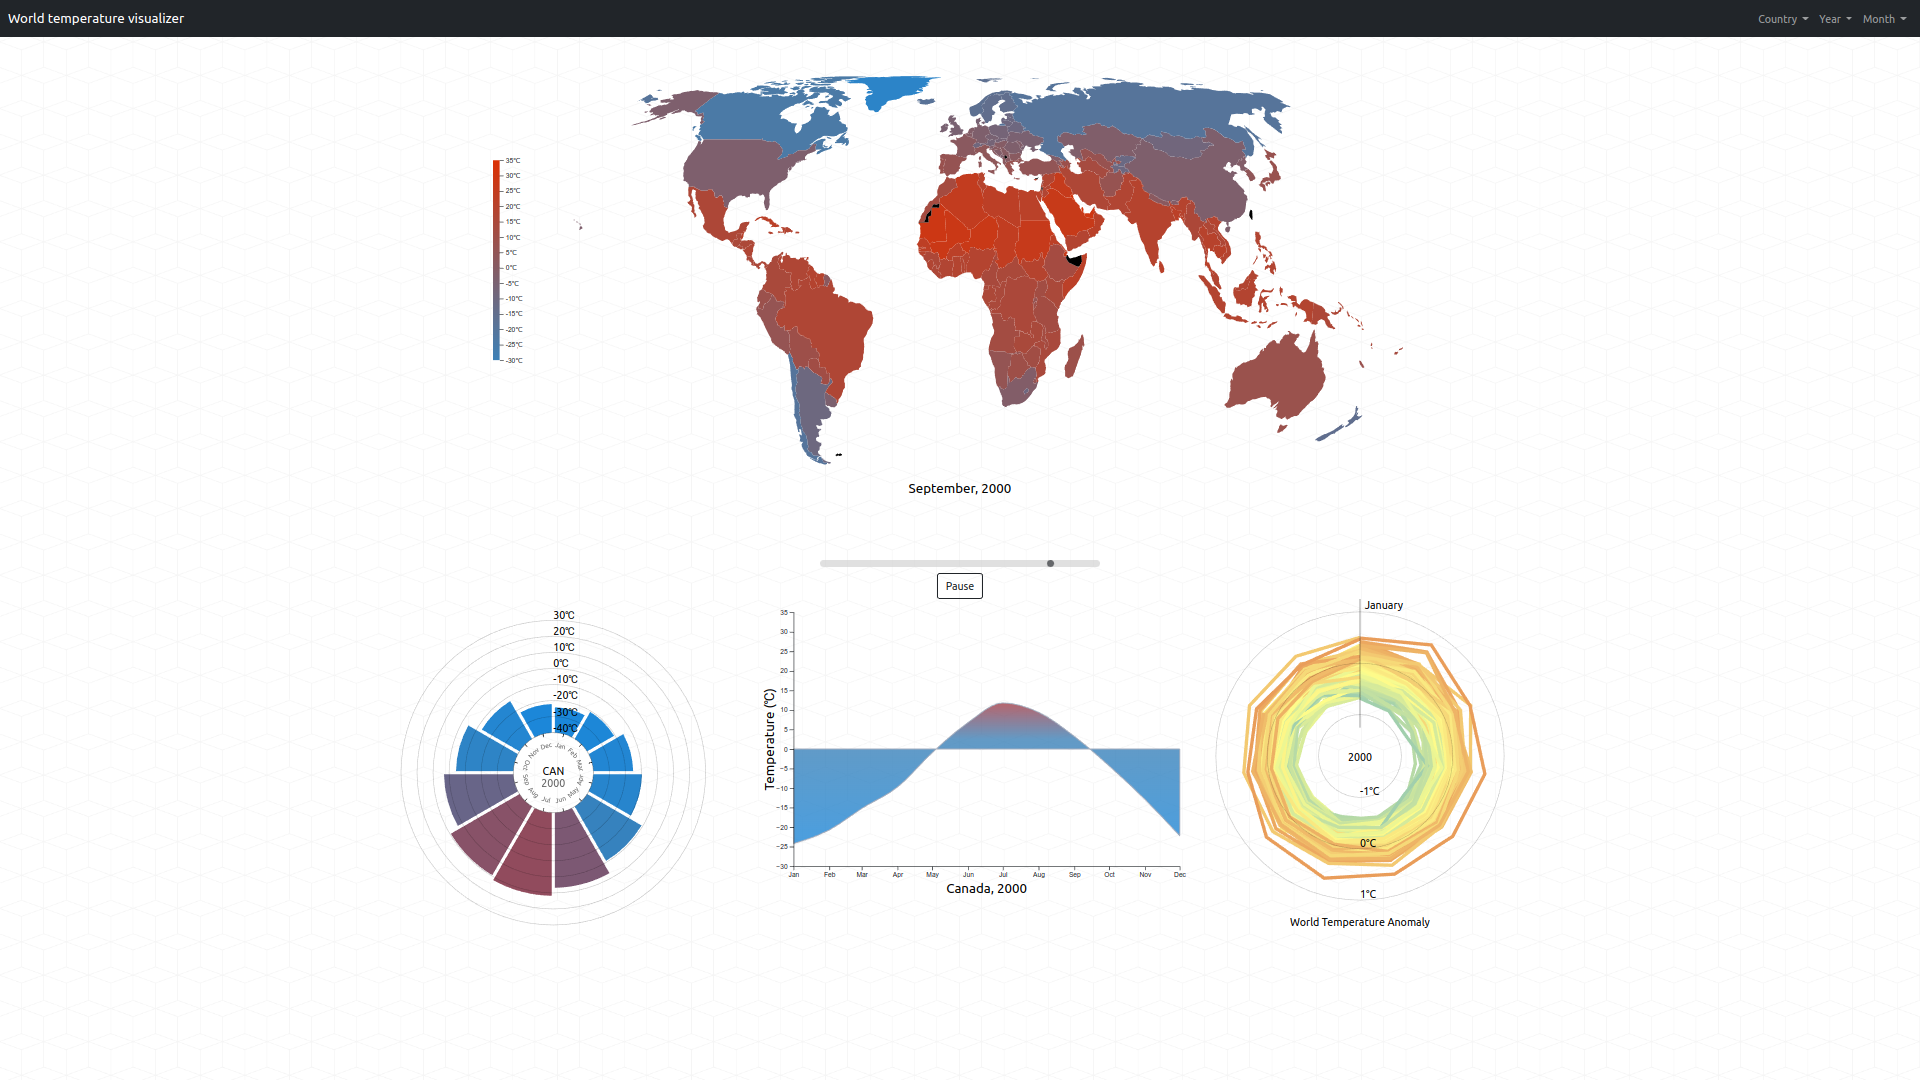 World temperature visualizer
Country Year Month
35°C
30°C
25°C
20°C
15°C
10°C
5°C
0°C
-5°C
-10°C
-15°C
-20°C
-25°C
-30°C
September, 2000
Pause
30°C
20°C
10°C
0°C
-10°C
-20°C
-30°C
-40°C
Jan Feb Mar Apr May Jun Jul Aug Sep Oct Nov Dec
CAN
2000
Temperature (°C)
35
30
25
20
15
10
5
0
−5
−10
−15
−20
−25
−30
Jan Feb Mar Apr May Jun Jul Aug Sep Oct Nov Dec
Canada, 2000
January
2000
-1°C
0°C
1°C
World Temperature Anomaly